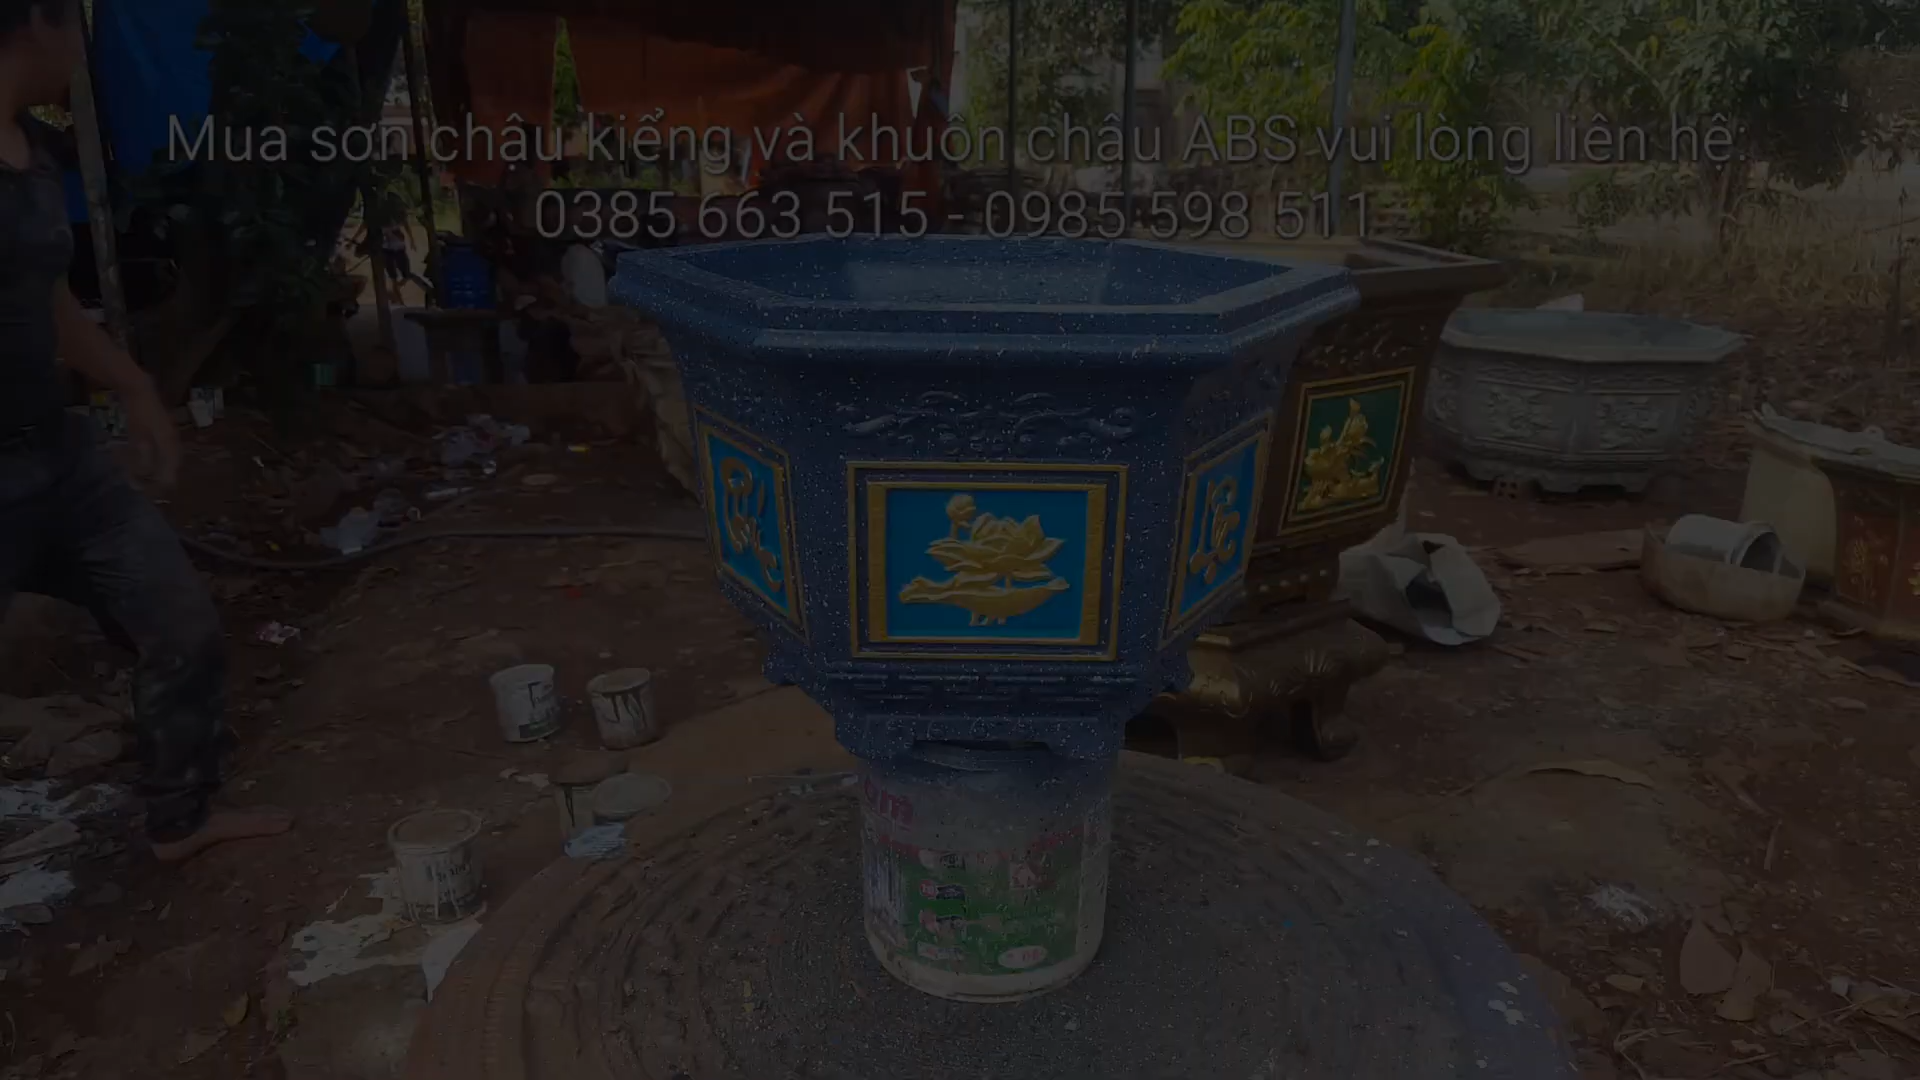 Mua sơn chậu kiểng và khuôn chậu ABS vui lòng liên hệ:
0385 663 515 - 0985 598 511